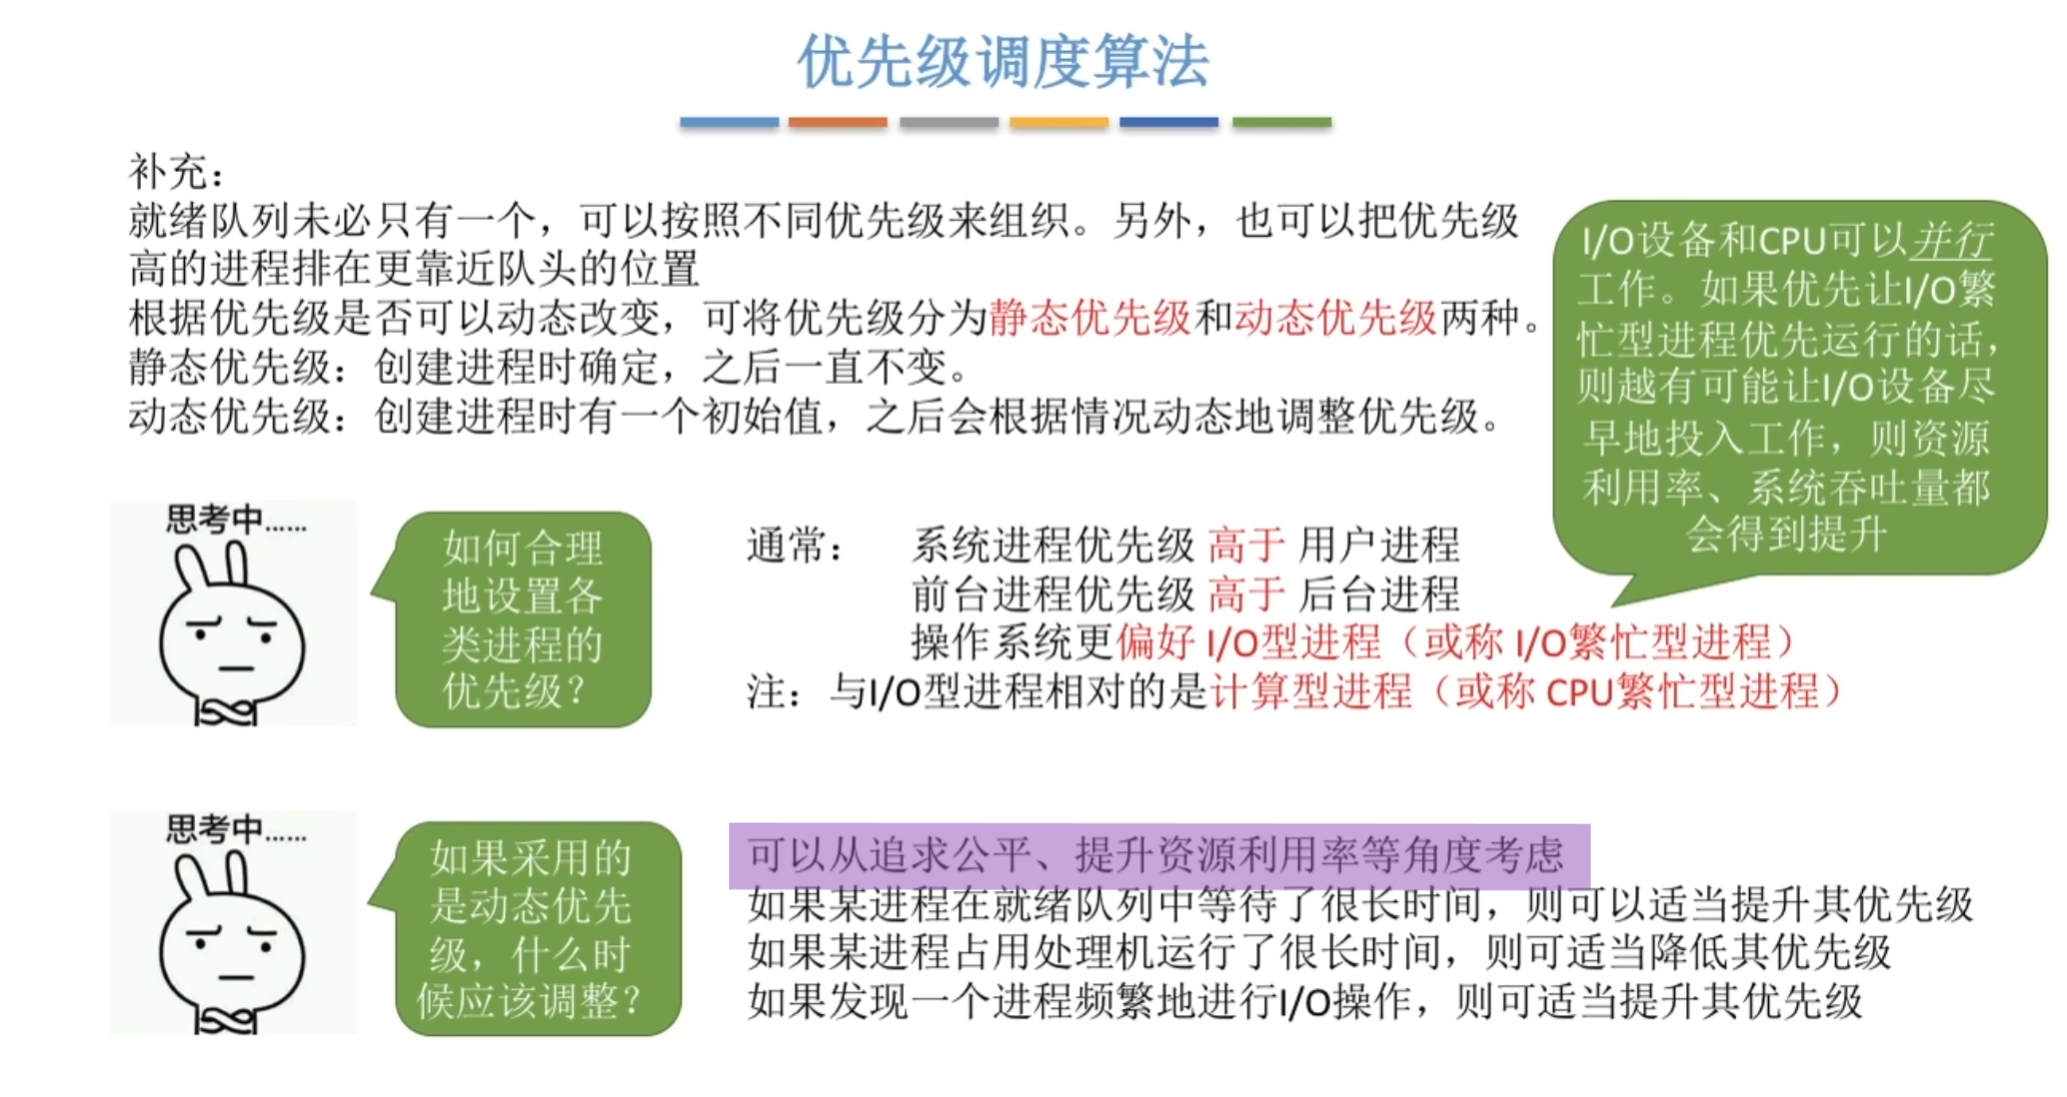 优先级调度算法
补充：
就绪队列未必只有一个，可以按照不同优先级来组织。另外，也可以把优先级
高的进程排在更靠近队头的位置
根据优先级是否可以动态改变，可将优先级分为静态优先级和动态优先级两种。
静态优先级：创建进程时确定，之后一直不变。
动态优先级：创建进程时有一个初始值，之后会根据情况动态地调整优先级。
I/O设备和CPU可以并行
工作。如果优先让I/O繁
忙型进程优先运行的话，
则越有可能让I/O设备尽
早地投入工作，则资源
利用率、系统吞吐量都
会得到提升
思考中......
如何合理
地设置各
类进程的
优先级？
通常： 系统进程优先级 高于 用户进程
前台进程优先级 高于 后台进程
操作系统更偏好 I/O型进程（或称 I/O繁忙型进程）
注：与I/O型进程相对的是计算型进程（或称 CPU繁忙型进程）
思考中......
如果采用的
是动态优先
级，什么时
候应该调整？
可以从追求公平、提升资源利用率等角度考虑
如果某进程在就绪队列中等待了很长时间，则可以适当提升其优先级
如果某进程占用处理机运行了很长时间，则可适当降低其优先级
如果发现一个进程频繁地进行I/O操作，则可适当提升其优先级